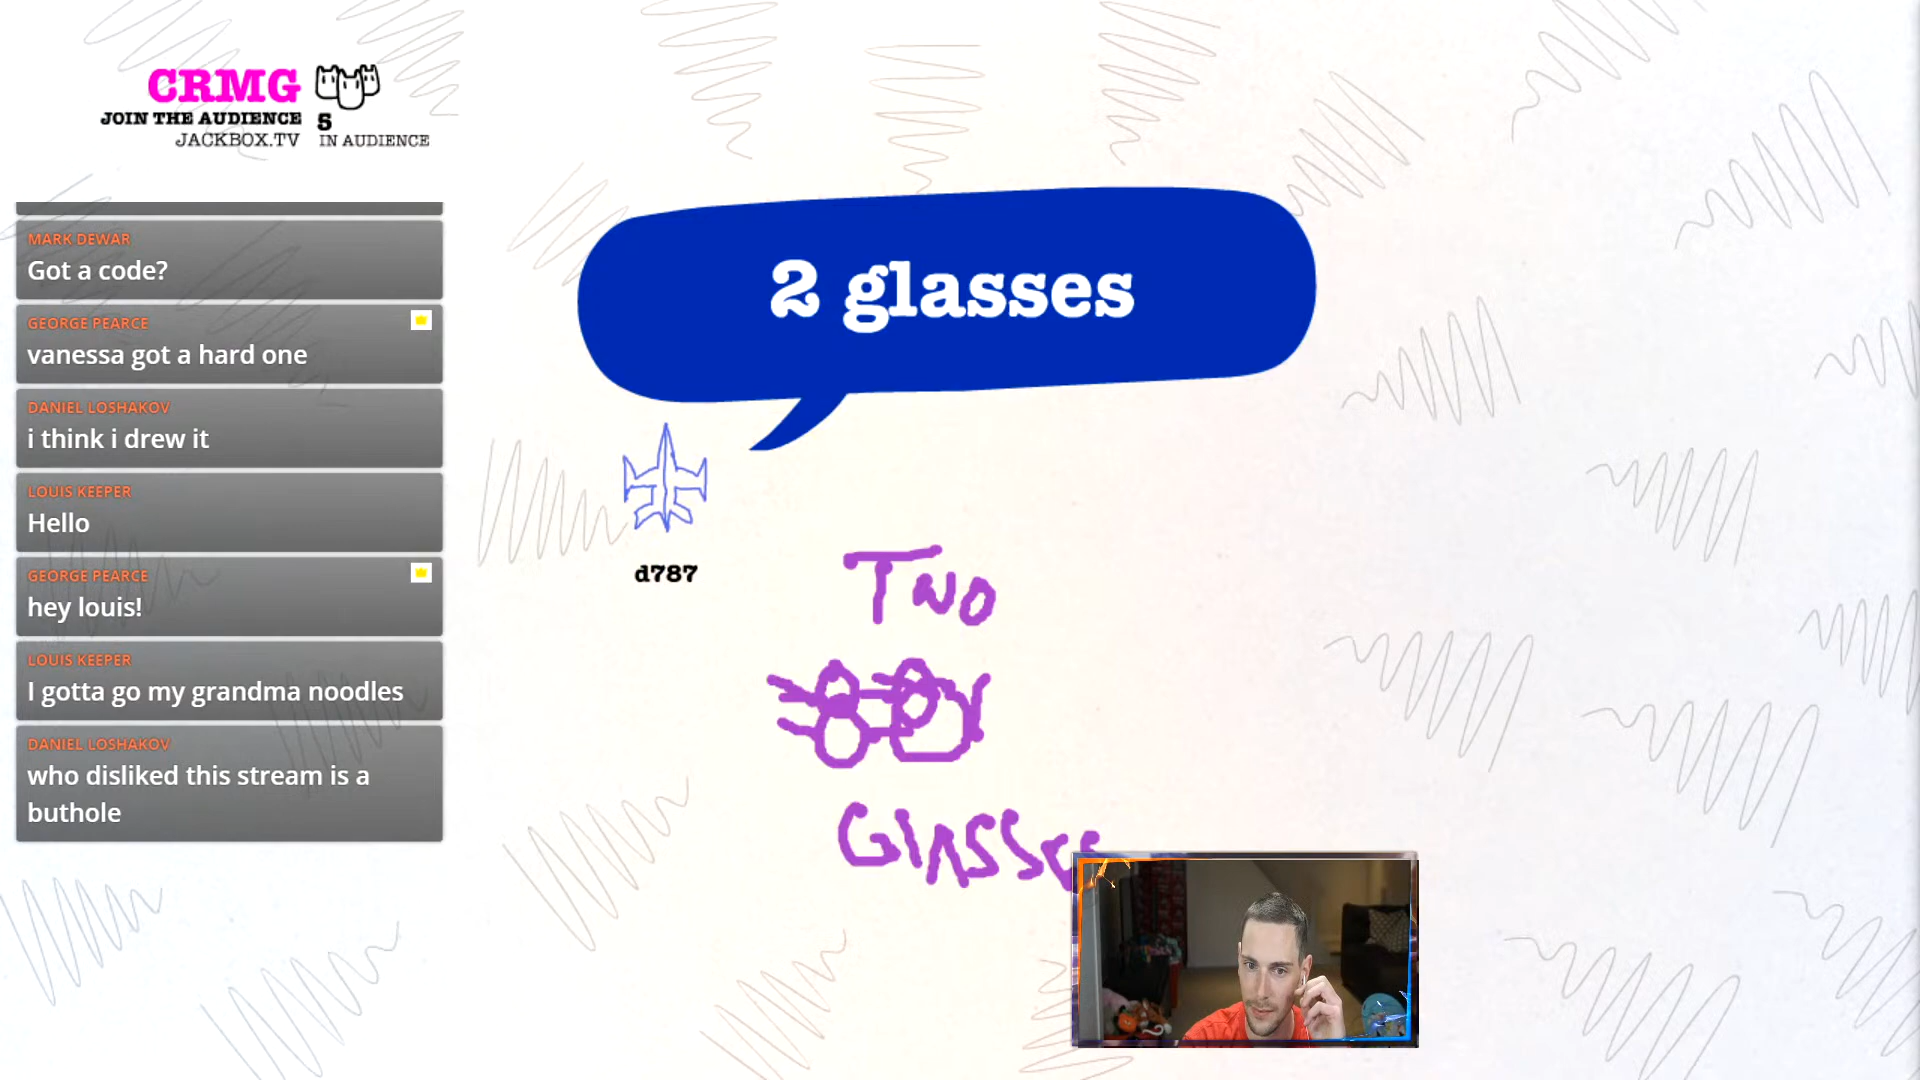 CRMG
JOIN THE AUDIENCE
JACKBOX.TV
5
IN AUDIENCE
MARK DEWAR
Got a code?
GEORGE PEARCE
vanessa got a hard one
DANIEL LOSHAKOV
i think i drew it
LOUIS KEEPER
Hello
GEORGE PEARCE
hey louis!
LOUIS KEEPER
I gotta go my grandma noodles
DANIEL LOSHAKOV
who disliked this stream is a
buthole
2 glasses
d787
TWO
GlASSes